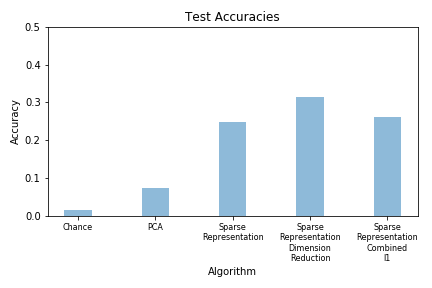 Test Accuracies
0.5
0.4
0.3
0.2
0.1
0.0
Accuracy
Chance
PCA
Sparse
Representation
Sparse
Representation
Dimension
Reduction
Sparse
Representation
Combined
l1
Algorithm